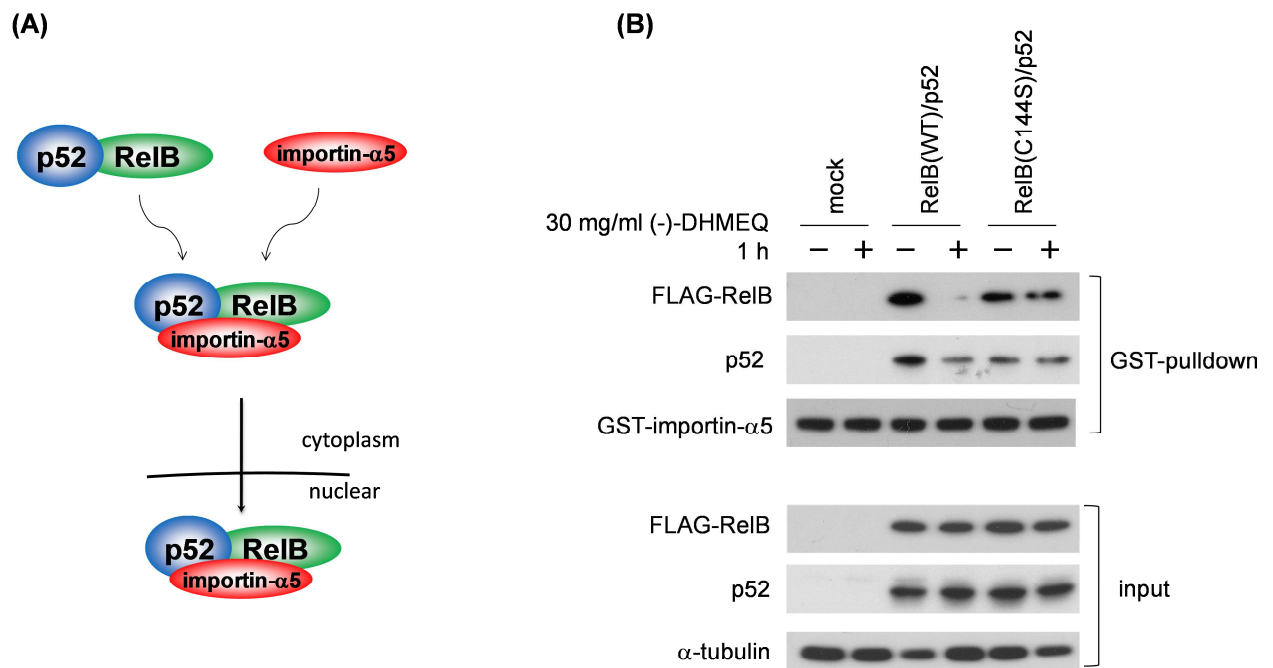 (A)
p52 RelB
importin-α5
p52 RelB
importin-α5
cytoplasm
nuclear
p52 RelB
importin-α5
(B)
mock
RelB(WT)/p52
RelB(C144S)/p52
30 mg/ml (-)-DHMEQ
1 h − + − + − +
FLAG-RelB
p52
GST-importin-α5
GST-pulldown
FLAG-RelB
p52
α-tubulin
input